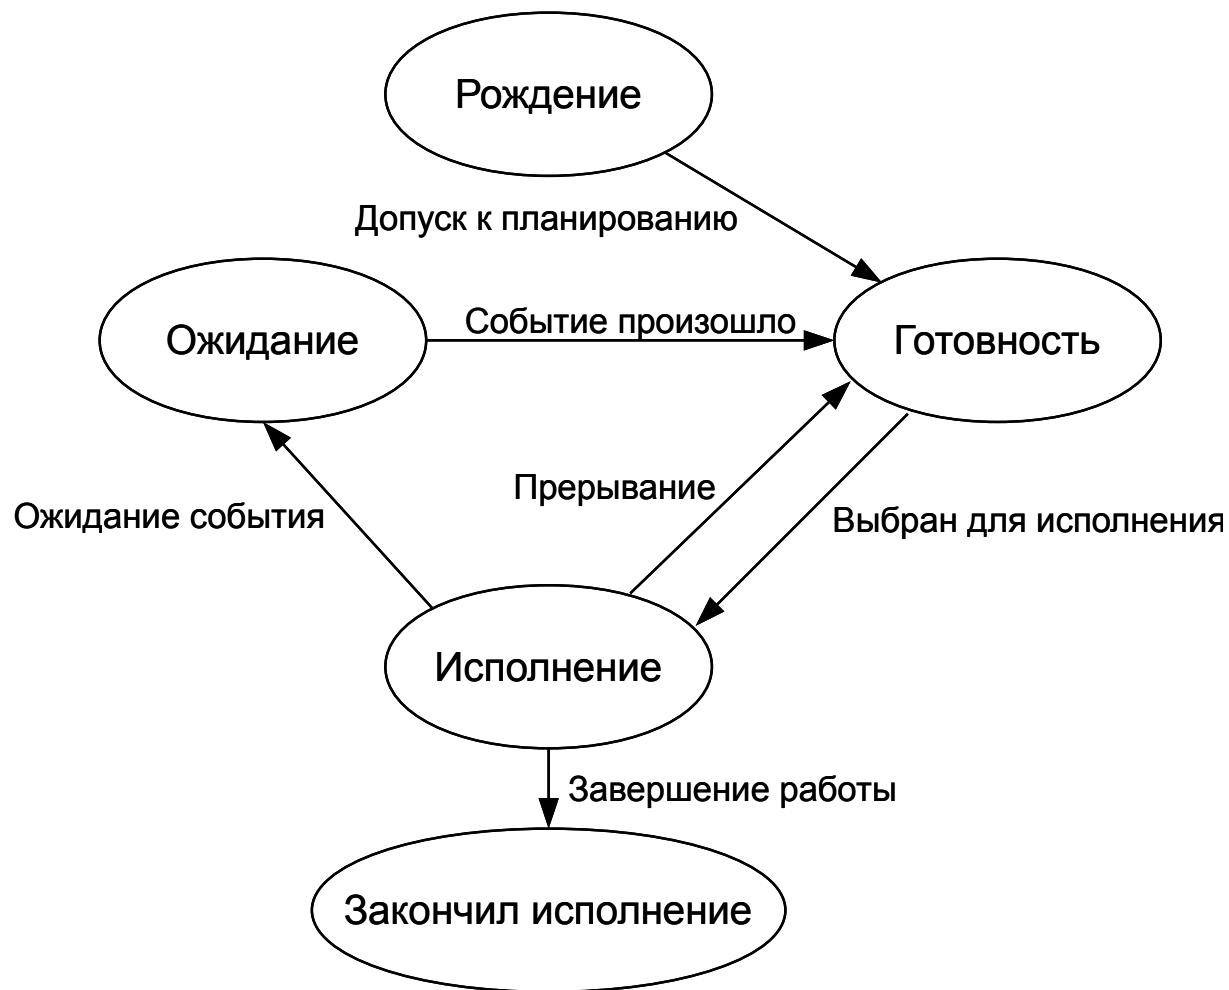 Рождение
Допуск к планированию
Событие произошло
Ожидание
Готовность
Прерывание
Ожидание события
Выбран для исполнения
Исполнение
Завершение работы
Закончил исполнение